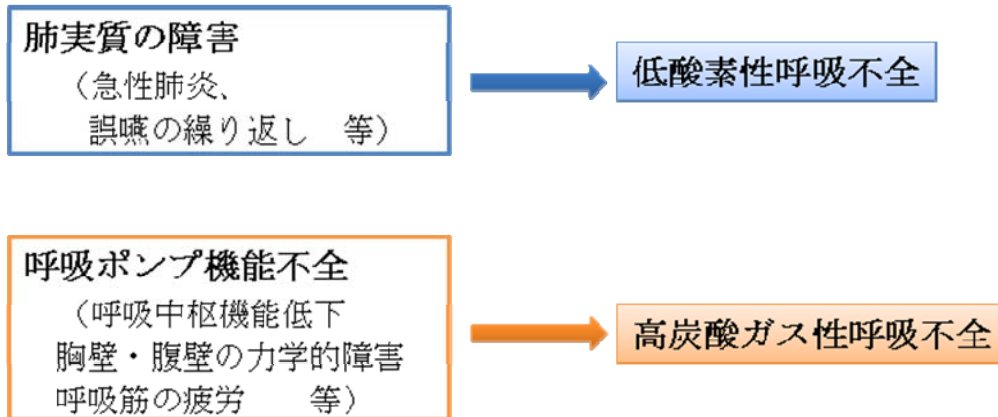 肺実質の障害
（急性肺炎、
誤嚥の繰り返し　等）
低酸素性呼吸不全
呼吸ポンプ機能不全
（呼吸中枢機能低下
胸壁・腹壁の力学的障害
呼吸筋の疲労　　等）
高炭酸ガス性呼吸不全